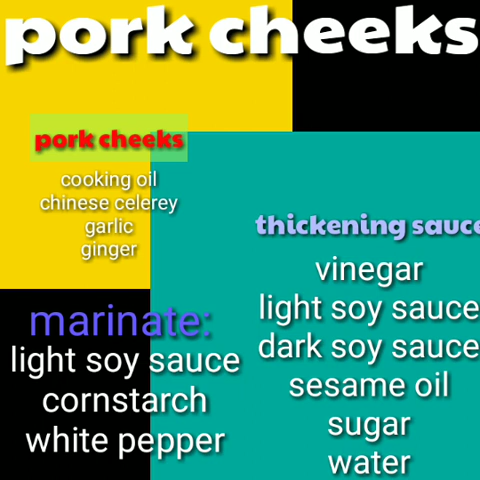 pork cheeks
pork cheeks
cooking oil
chinese celerey
garlic
ginger
marinate:
light soy sauce
cornstarch
white pepper
thickening sauce
vinegar
light soy sauce
dark soy sauce
sesame oil
sugar
water